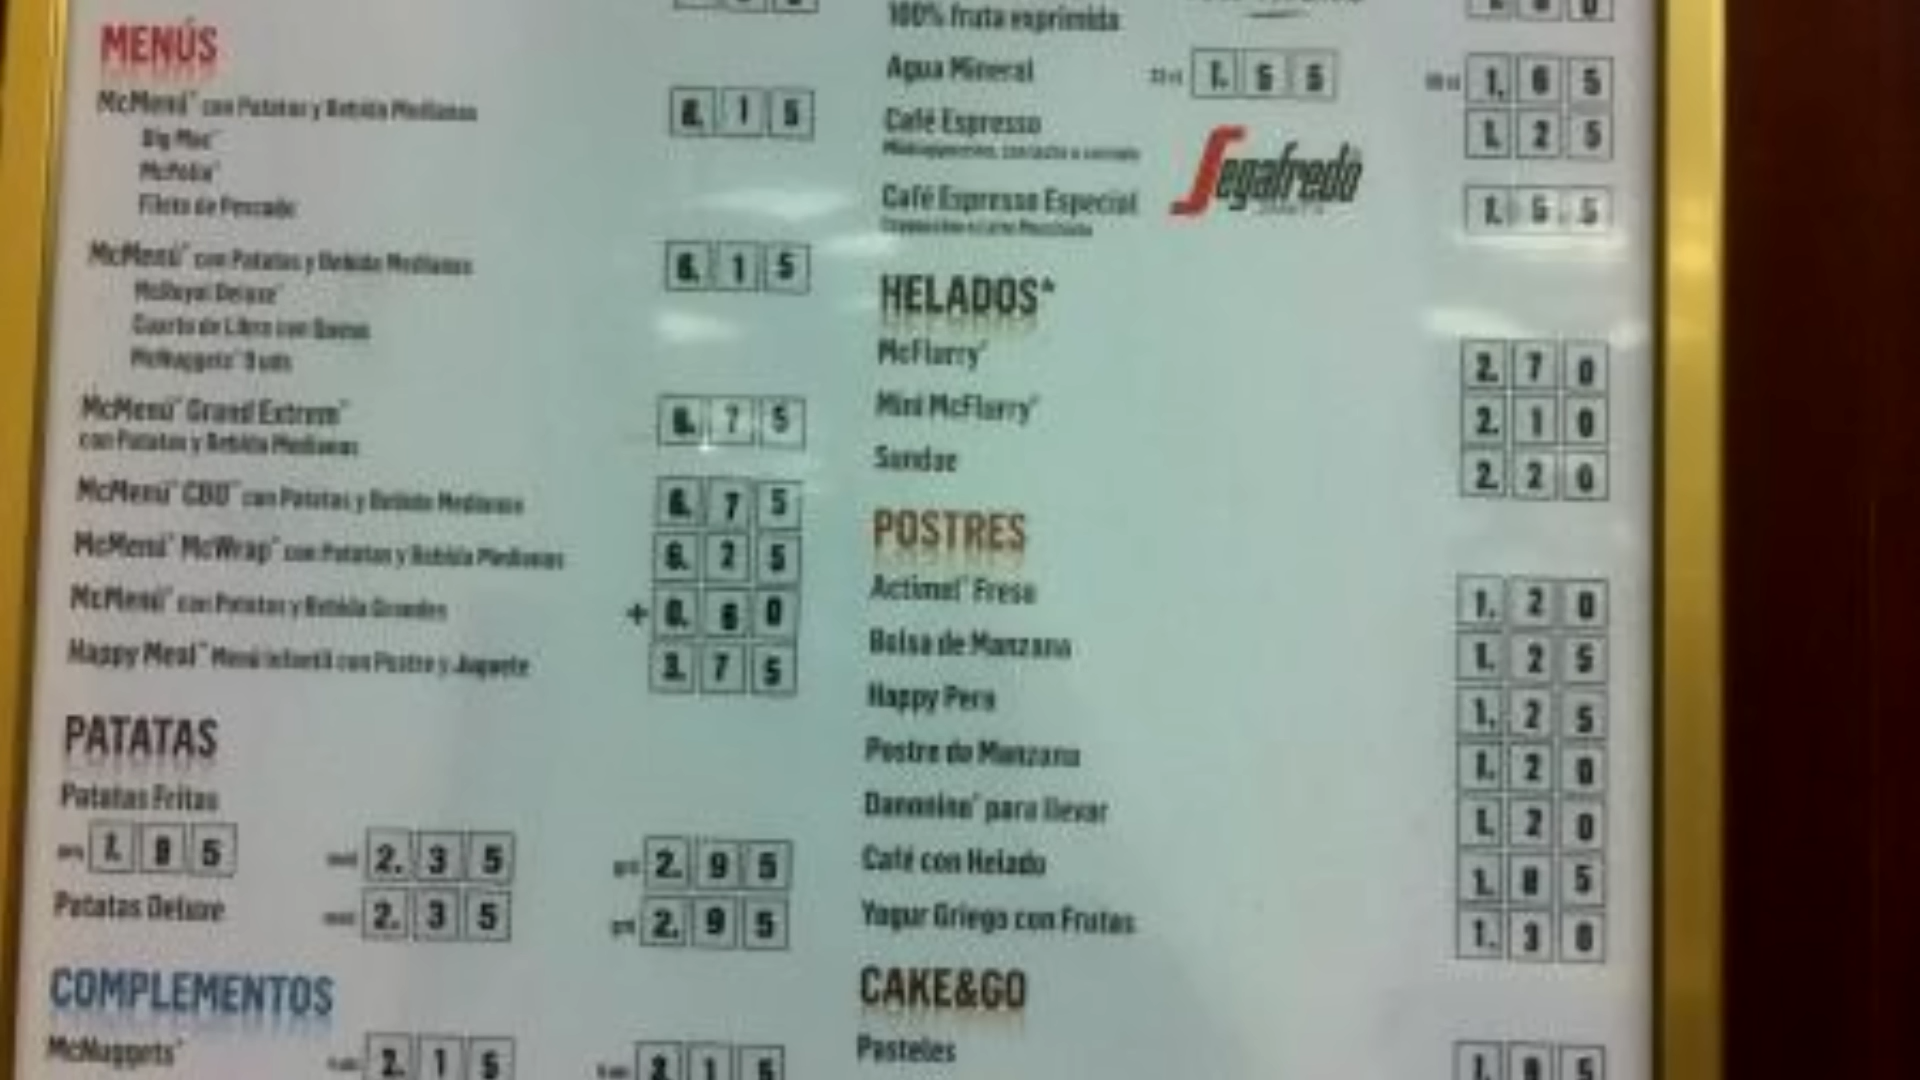 MENÚS
McMenú® con Patatas y Bebida Medianas 6.15
Big Mac®
McPollo®
Filete de Pescado
McMenú® con Patatas y Bebida Medianas 6.15
McRoyal Deluxe®
Cuarto de Libra con Queso
McNuggets® 9 uds
McMenú® Grand Extrem® 6.75
con Patatas y Bebida Medianas
McMenú® CBO® con Patatas y Bebida Medianas 6.75
McMenú® McWrap® con Patatas y Bebida Medianas 6.25
McMenú® con Patatas y Bebida Grandes +0.60
Happy Meal® Menú infantil con Postre y Juguete 3.75
PATATAS
Patatas Fritas
1. 5 2.35 2.95
Patatas Deluxe 2.35 2.95
COMPLEMENTOS
McNuggets® 2.15
100% fruta exprimida
Agua Mineral 1.55 1.65
Café Espresso 1.25
Segafredo
Café Espresso Especial 1.55
HELADOS*
McFlurry® 2.70
Mini McFlurry® 2.10
Sundae 2.20
POSTRES
Actimel® Fresa 1.20
Bolsa de Manzana 1.25
Happy Pera 1.25
Postre de Manzana 1.20
Danonino® para llevar 1.20
Café con Helado 1.85
Yogur Griego con Frutas 1.30
CAKE&GO
Pasteles